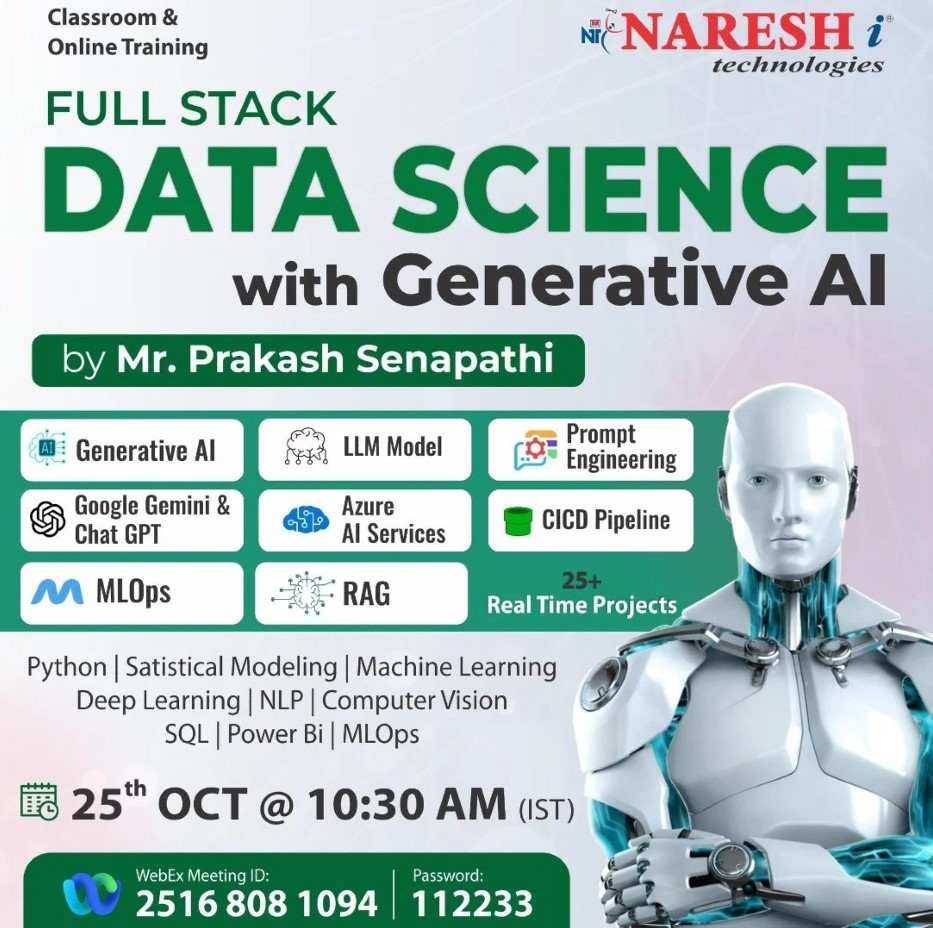 Classroom &
Online Training
NT
NARESH i®
technologies
FULL STACK
DATA SCIENCE
with Generative AI
by Mr. Prakash Senapathi
AI
Generative AI
LLM Model
Prompt
Engineering
Google Gemini &
Chat GPT
Azure
AI Services
CICD Pipeline
MLOps
RAG
25+
Real Time Projects
Python | Satistical Modeling | Machine Learning
Deep Learning | NLP | Computer Vision
SQL | Power Bi | MLOps
25th OCT @ 10:30 AM (IST)
WebEx Meeting ID:
2516 808 1094
Password:
112233